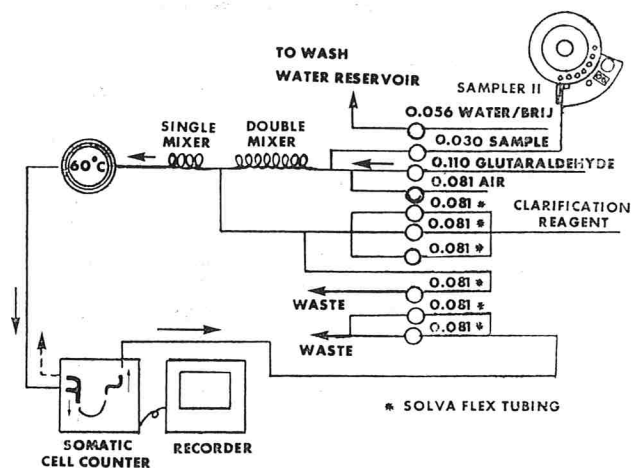 TO WASH
WATER RESERVOIR
SAMPLER II
0.056 WATER/BRIJ
SINGLE
MIXER
DOUBLE
MIXER
0.030 SAMPLE
0.110 GLUTARALDEHYDE
60°C
0.081 AIR
0.081 *
CLARIFICATION
REAGENT
0.081 *
0.081 *
0.081 *
WASTE
0.081 *
0.081 *
WASTE
* SOLVA FLEX TUBING
SOMATIC
CELL COUNTER
RECORDER